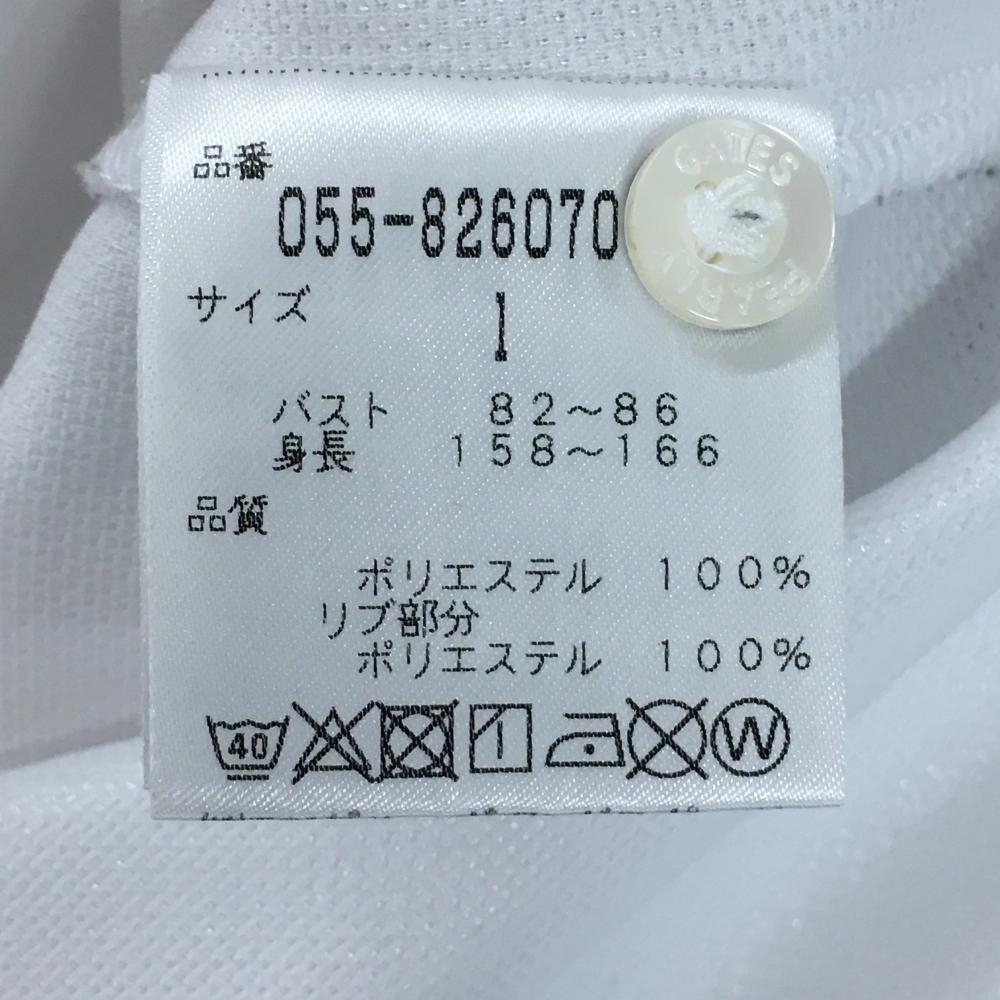 品番
055-826070
サイズ 1
バスト 82～86
身長 158～166
品質
ポリエステル 100%
リブ部分
ポリエステル 100%
40
W
GATES
PEARL